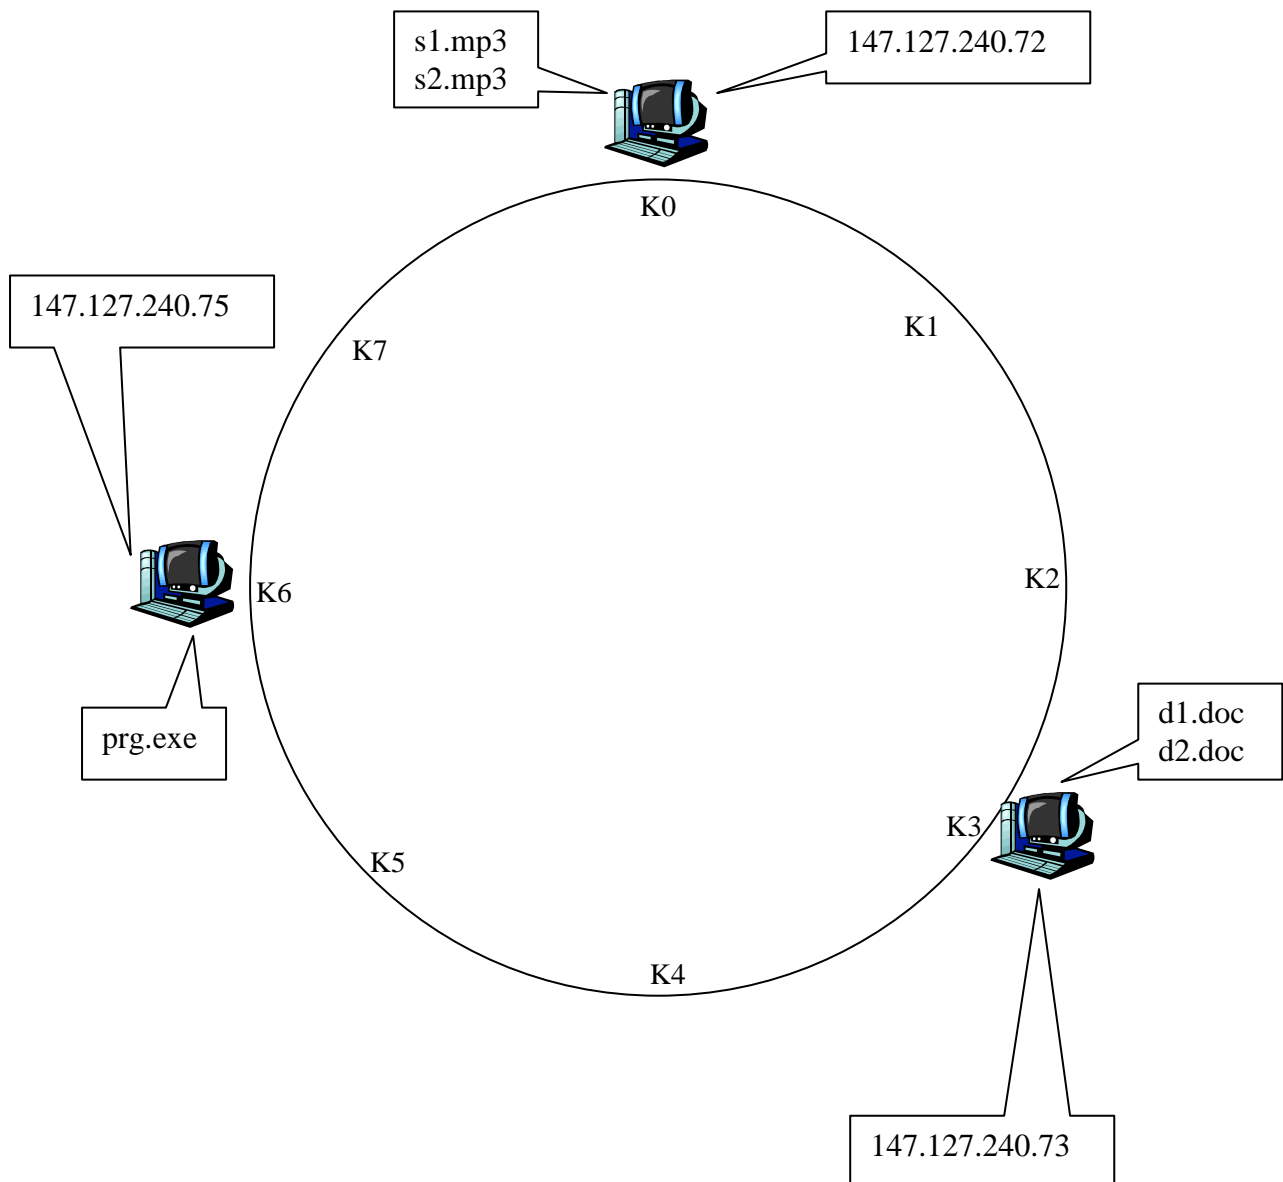 s1.mp3
s2.mp3
147.127.240.72
K0
147.127.240.75
K1
K7
K6
K2
prg.exe
d1.doc
d2.doc
K3
K5
K4
147.127.240.73